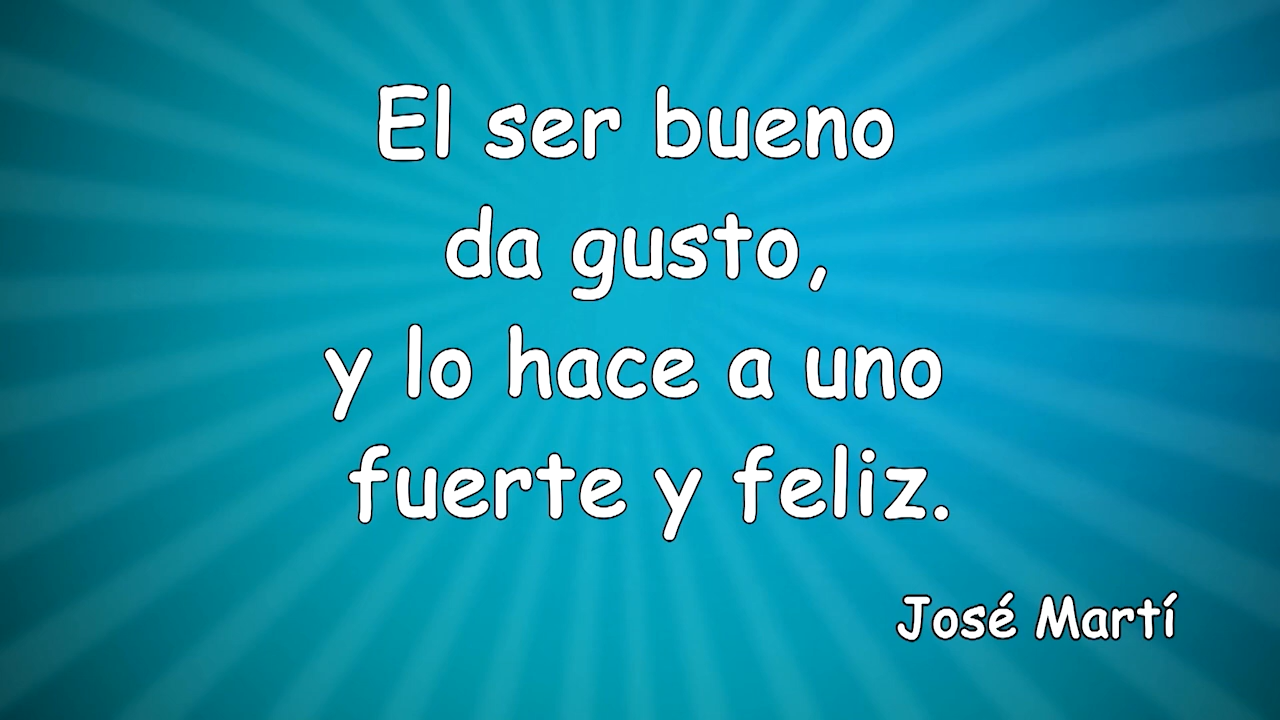 El ser bueno
da gusto,
y lo hace a uno
fuerte y feliz.
José Martí